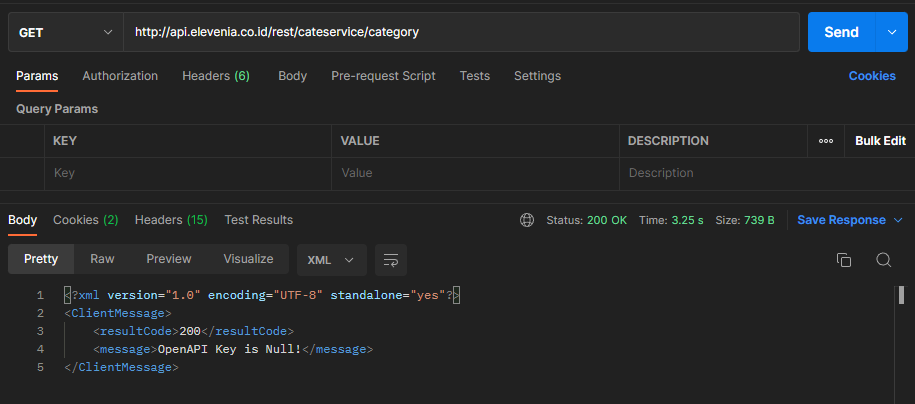 GET http://api.elevenia.co.id/rest/cateservice/category Send
Params Authorization Headers (6) Body Pre-request Script Tests Settings Cookies
Query Params
KEY VALUE DESCRIPTION ••• Bulk Edit
Key Value Description
Body Cookies (2) Headers (15) Test Results Status: 200 OK Time: 3.25 s Size: 739 B Save Response
Pretty Raw Preview Visualize XML
1 <?xml version="1.0" encoding="UTF-8" standalone="yes"?>
2 <ClientMessage>
3 <resultCode>200</resultCode>
4 <message>OpenAPI Key is Null!</message>
5 </ClientMessage>